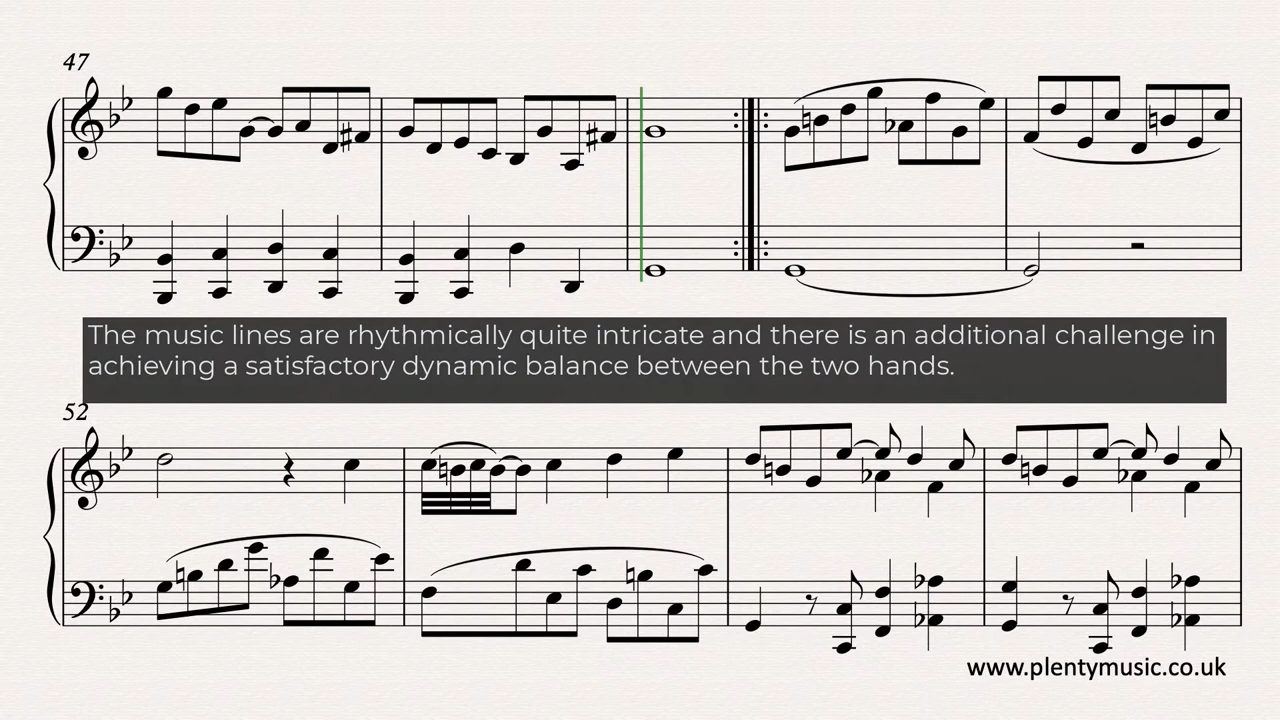 47
The music lines are rhythmically quite intricate and there is an additional challenge in
achieving a satisfactory dynamic balance between the two hands.
52
www.plentymusic.co.uk